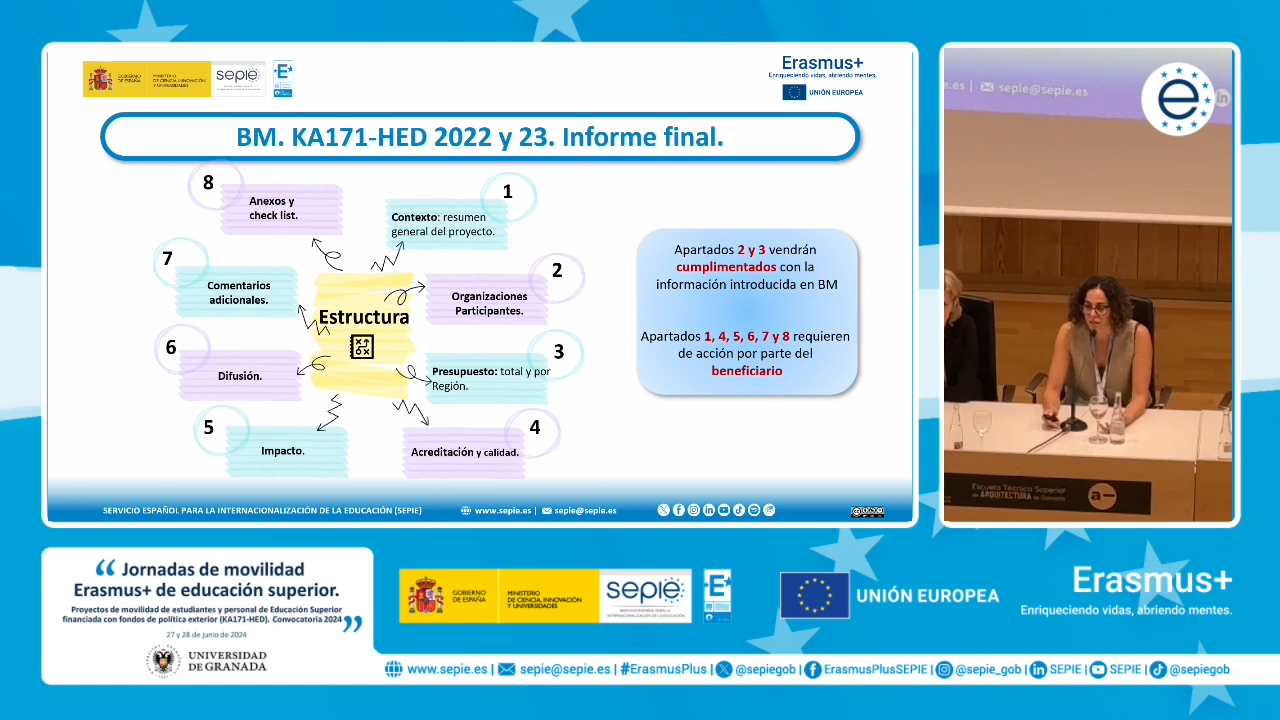 GOBIERNO
DE ESPAÑA
MINISTERIO
DE CIENCIA, INNOVACIÓN
Y UNIVERSIDADES
sepie
Erasmus+
Enriqueciendo vidas, abriendo mentes.
UNIÓN EUROPEA
BM. KA171-HED 2022 y 23. Informe final.
8
Anexos y
check list.
1
Contexto: resumen
general del proyecto.
7
Comentarios
adicionales.
2
Organizaciones
Participantes.
Estructura
6
Difusión.
3
Presupuesto: total y por
Región.
5
Impacto.
4
Acreditación y calidad.
Apartados 2 y 3 vendrán
cumplimentados con la
información introducida en BM
Apartados 1, 4, 5, 6, 7 y 8 requieren
de acción por parte del
beneficiario
SERVICIO ESPAÑOL PARA LA INTERNACIONALIZACIÓN DE LA EDUCACIÓN (SEPIE)
www.sepie.es | sepie@sepie.es
.es | sepie@sepie.es
e
Escuela Técnica Superior
de ARQUITECTURA de Granada
a—
“ Jornadas de movilidad
Erasmus+ de educación superior.
Proyectos de movilidad de estudiantes y personal de Educación Superior
financiada con fondos de política exterior (KA171-HED). Convocatoria 2024 ”
27 y 28 de junio de 2024
UNIVERSIDAD
DE GRANADA
GOBIERNO
DE ESPAÑA
MINISTERIO
DE CIENCIA, INNOVACIÓN
Y UNIVERSIDADES
sepie
SERVICIO ESPAÑOL PARA LA
INTERNACIONALIZACIÓN DE LA EDUCACIÓN
UNIÓN EUROPEA
Erasmus+
Enriqueciendo vidas, abriendo mentes.
www.sepie.es | sepie@sepie.es | #ErasmusPlus | @sepiegob | ErasmusPlusSEPIE | @sepie_gob | SEPIE | SEPIE | @sepiegob